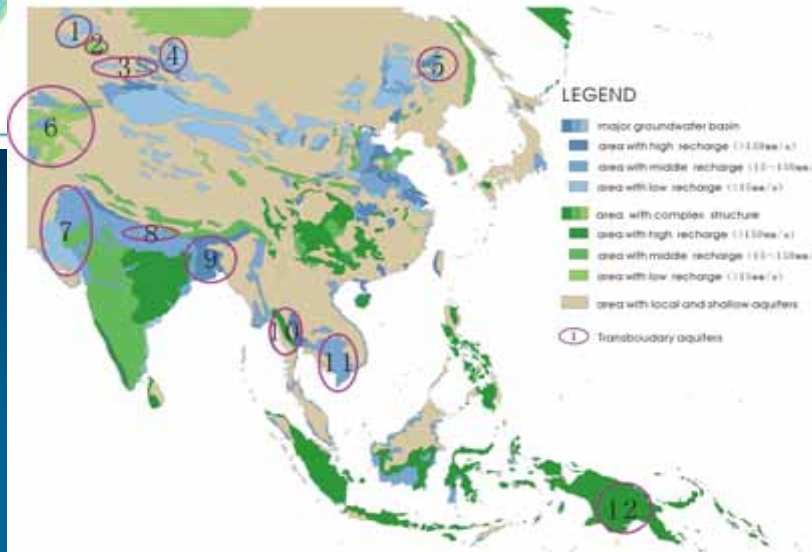 1
2
3
4
5
6
7
8
9
10
11
12
LEGEND
major groundwater basin
area with high recharge
area with middle recharge
area with low recharge
area with complex structure
area with high recharge
area with middle recharge
area with low recharge
area with local and shallow aquifers
1 Transboudary aquifers